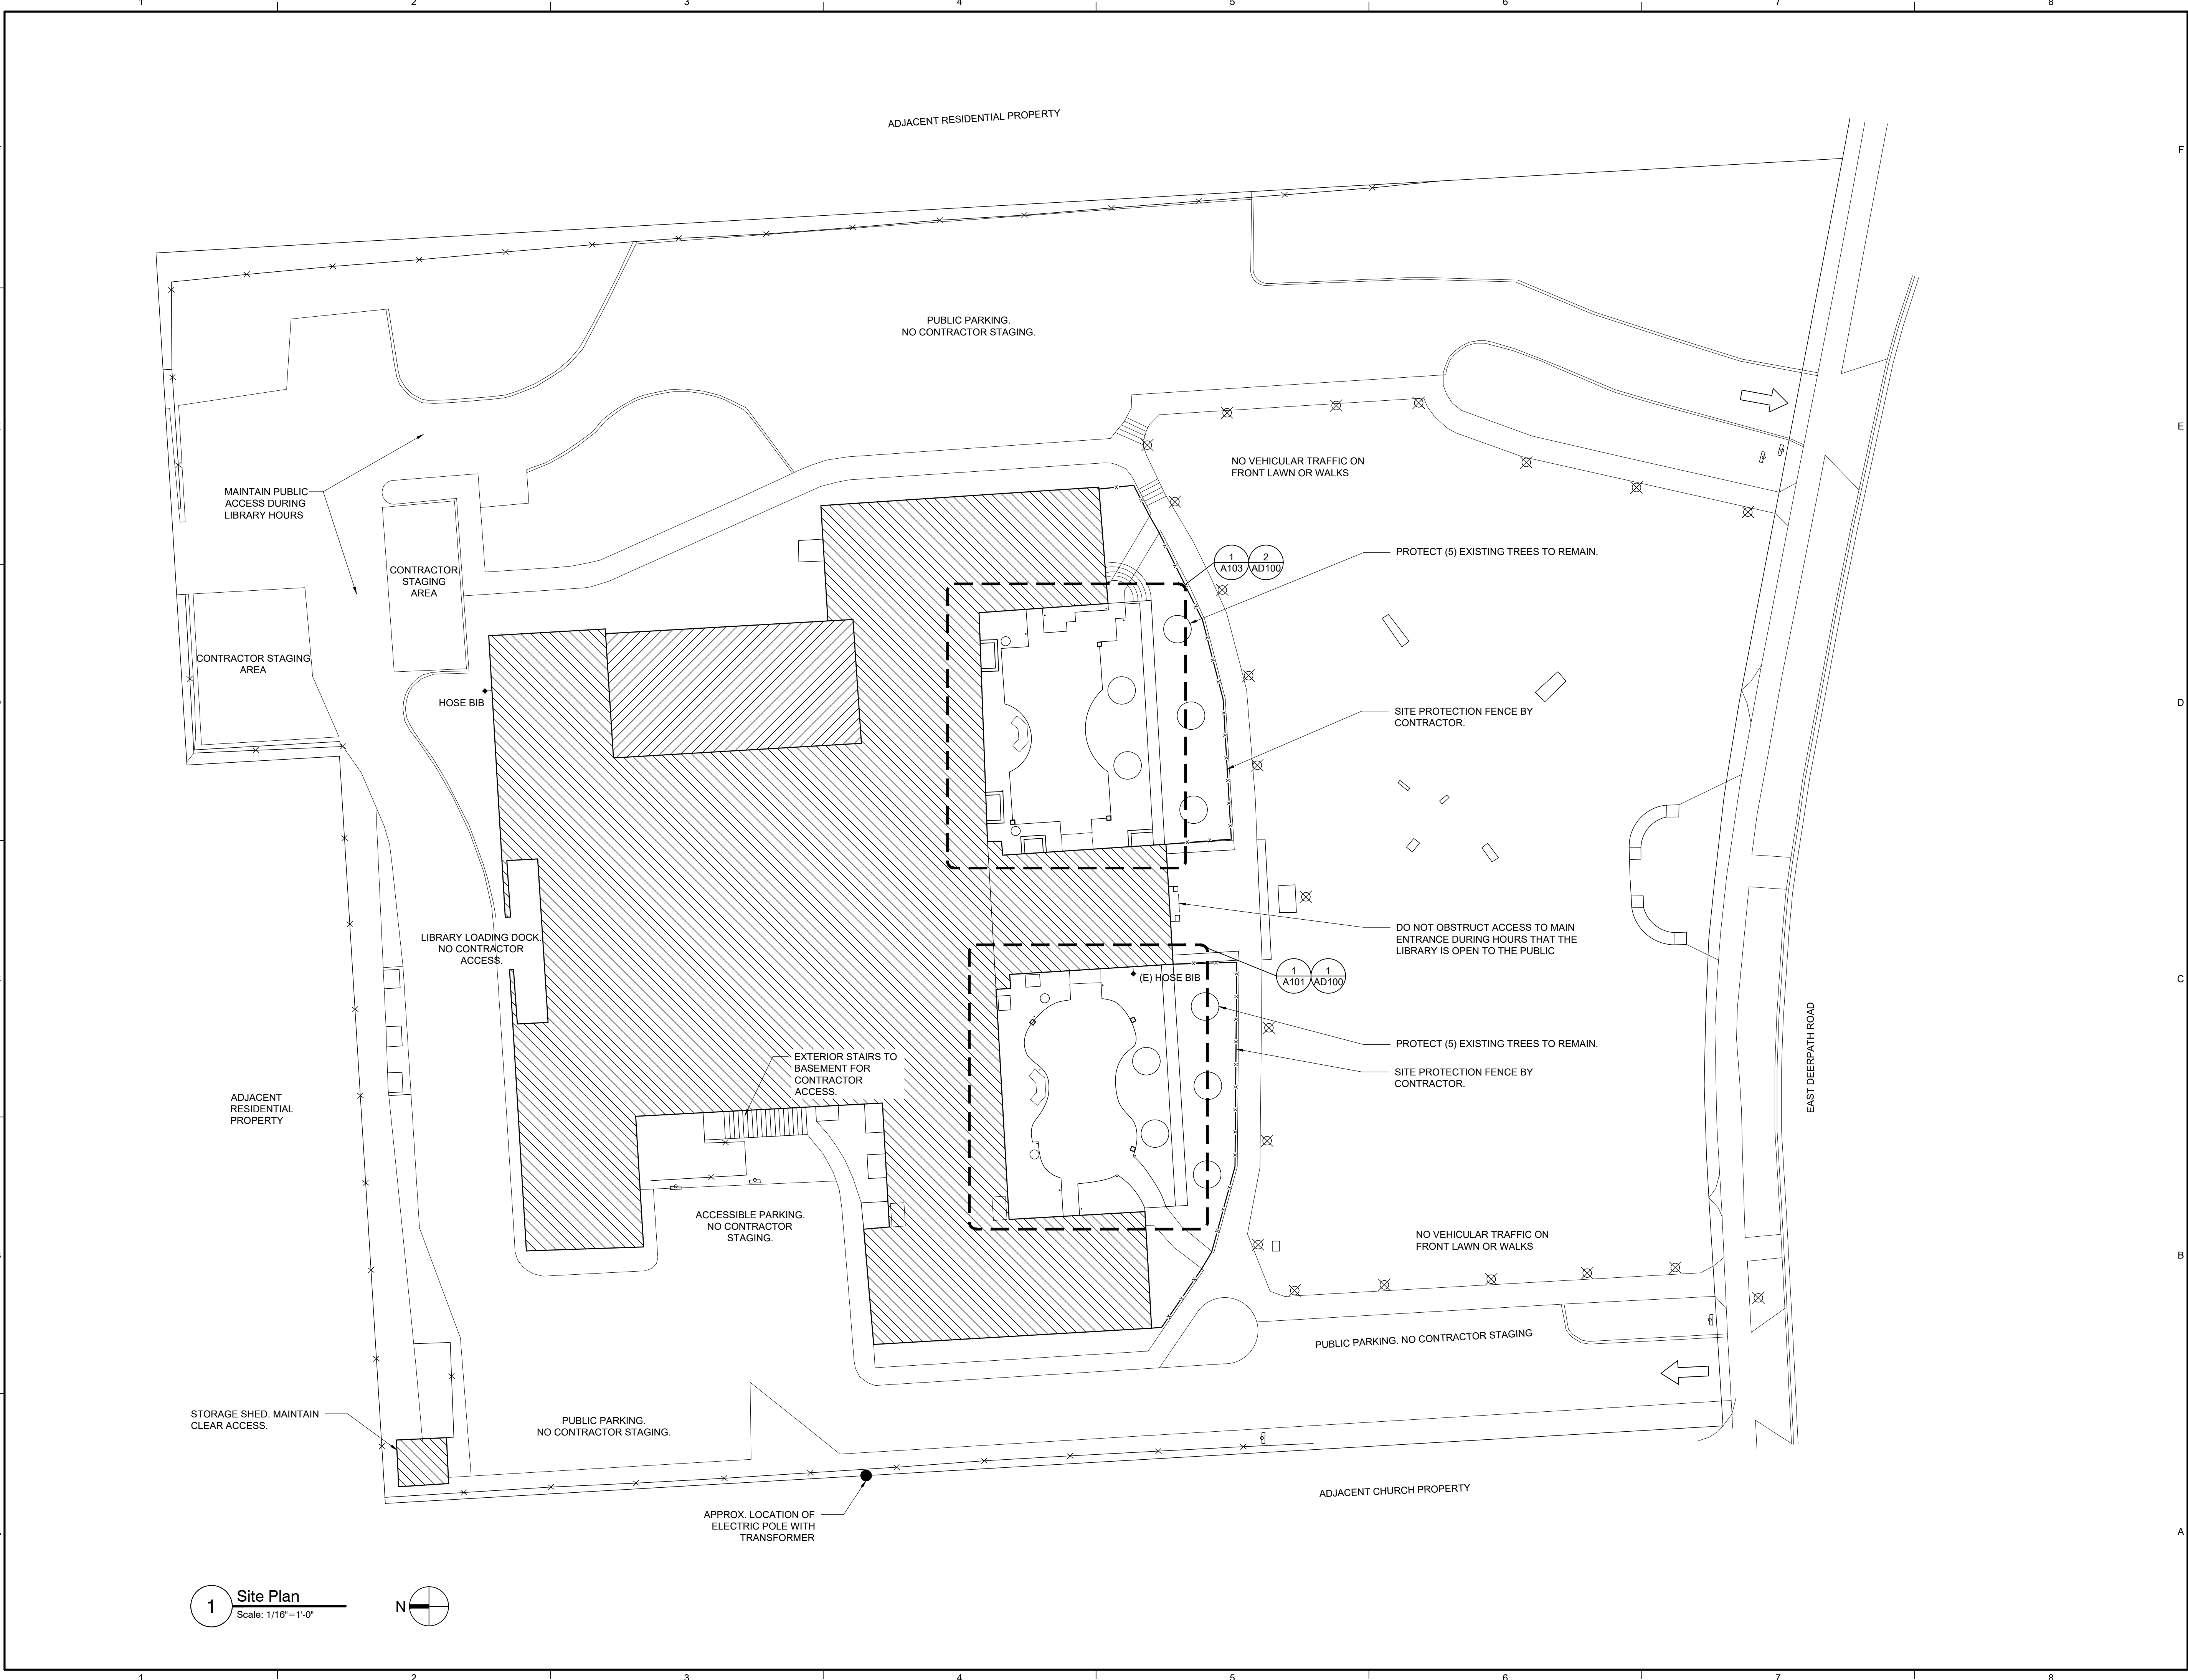 1 2 3 4 5 6 7 8
ADJACENT RESIDENTIAL PROPERTY
F
PUBLIC PARKING.
NO CONTRACTOR STAGING.
E
NO VEHICULAR TRAFFIC ON
FRONT LAWN OR WALKS
MAINTAIN PUBLIC
ACCESS DURING
LIBRARY HOURS
CONTRACTOR
STAGING
AREA
1
A103
2
AD100
PROTECT (5) EXISTING TREES TO REMAIN.
CONTRACTOR STAGING
AREA
HOSE BIB
D
SITE PROTECTION FENCE BY
CONTRACTOR.
LIBRARY LOADING DOCK.
NO CONTRACTOR
ACCESS.
DO NOT OBSTRUCT ACCESS TO MAIN
ENTRANCE DURING HOURS THAT THE
LIBRARY IS OPEN TO THE PUBLIC
(E) HOSE BIB
1
A101
1
AD100
C
EAST DEERPATH ROAD
PROTECT (5) EXISTING TREES TO REMAIN.
SITE PROTECTION FENCE BY
CONTRACTOR.
EXTERIOR STAIRS TO
BASEMENT FOR
CONTRACTOR
ACCESS.
ADJACENT
RESIDENTIAL
PROPERTY
ACCESSIBLE PARKING.
NO CONTRACTOR
STAGING.
NO VEHICULAR TRAFFIC ON
FRONT LAWN OR WALKS
B
PUBLIC PARKING. NO CONTRACTOR STAGING
STORAGE SHED. MAINTAIN
CLEAR ACCESS.
PUBLIC PARKING.
NO CONTRACTOR STAGING.
ADJACENT CHURCH PROPERTY
APPROX. LOCATION OF
ELECTRIC POLE WITH
TRANSFORMER
A
1
Site Plan
Scale: 1/16"=1'-0"
N
1 2 3 4 5 6 7 8